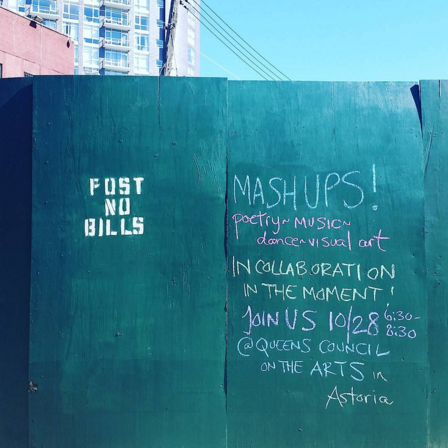 POST
NO
BILLS
MASHUPS!
poetry~MUSIC~
dance~visual art
IN COLLABORATION
IN THE MOMENT!
JOIN US 10/28 6:30-
8:30
@QUEENS COUNCIL
ON THE ARTS in
Astoria